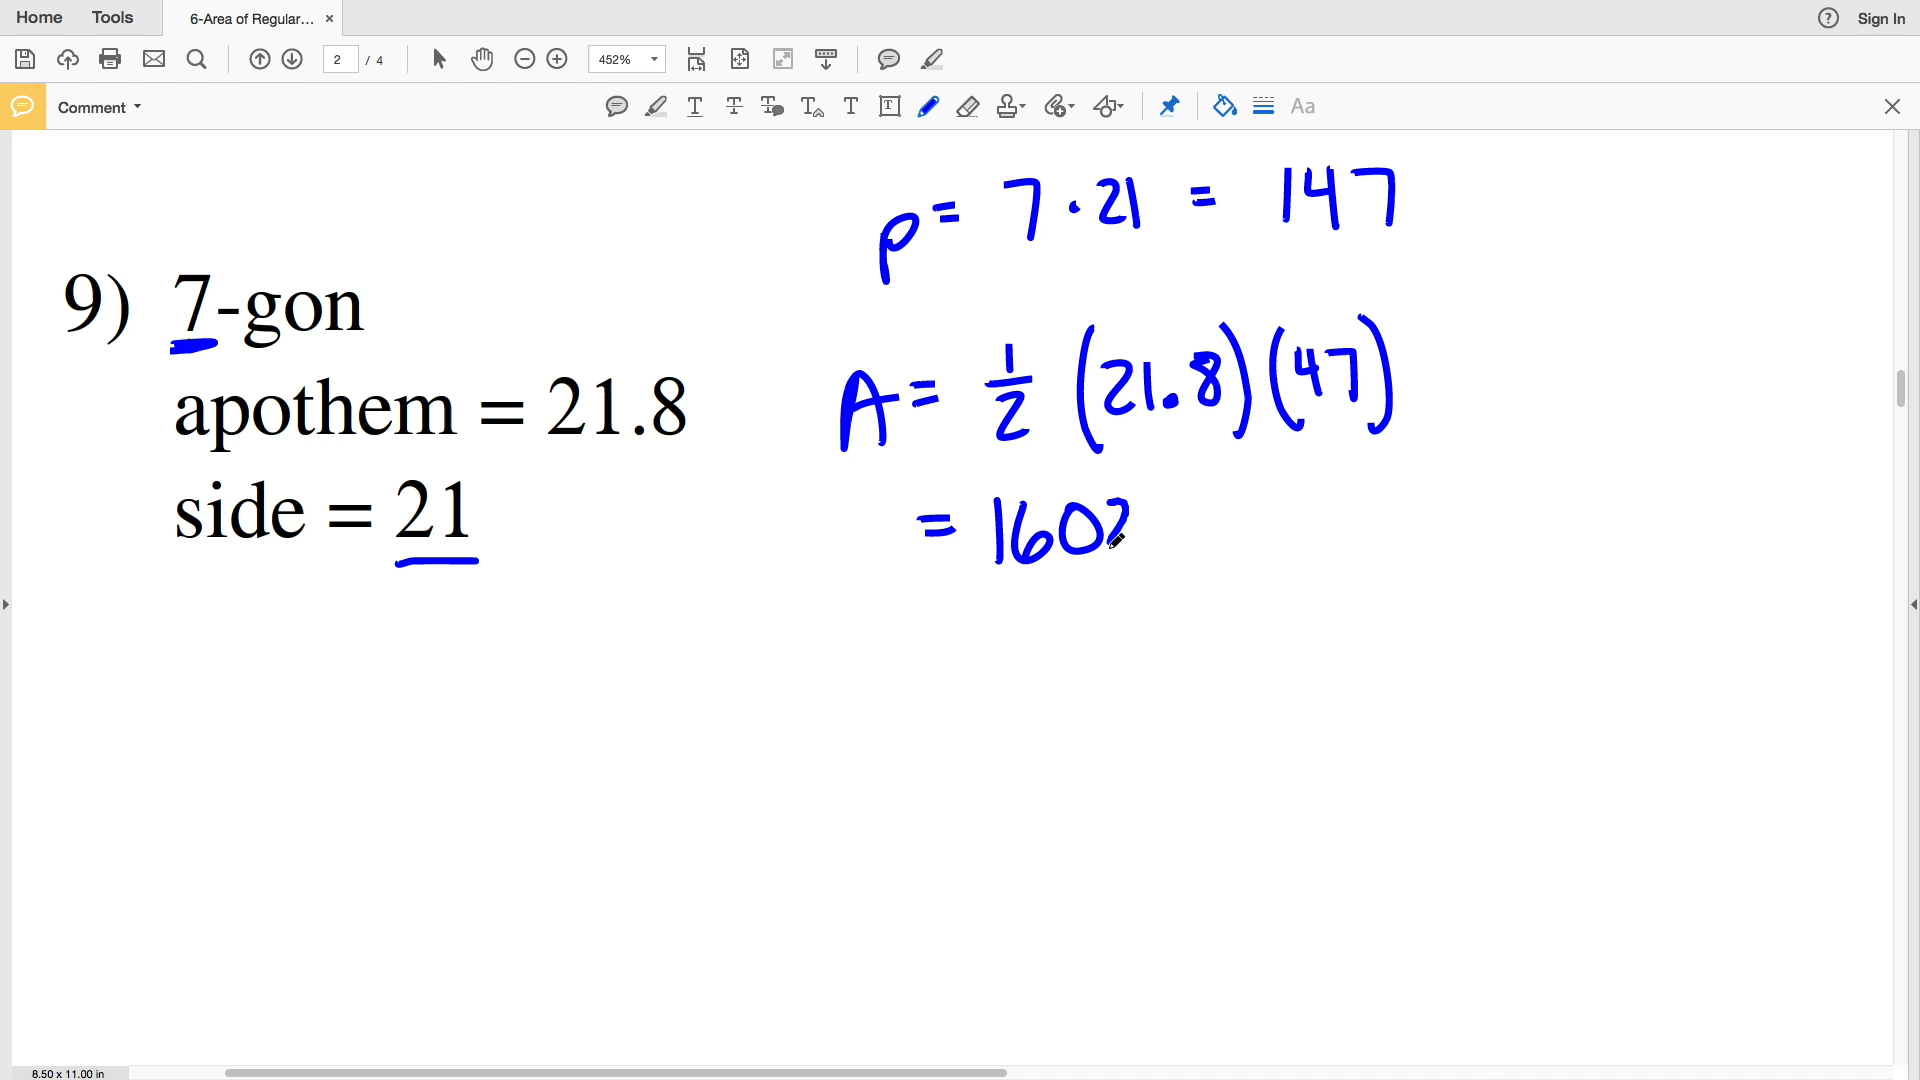 Home Tools 6-Area of Regular... × ? Sign In
2 / 4 452%
Comment T T T T T T Aa
p = 7 · 21 = 147
9) 7-gon
apothem = 21.8
A = 1/2 (21.8)(47)
side = 21
= 1602
8.50 x 11.00 in